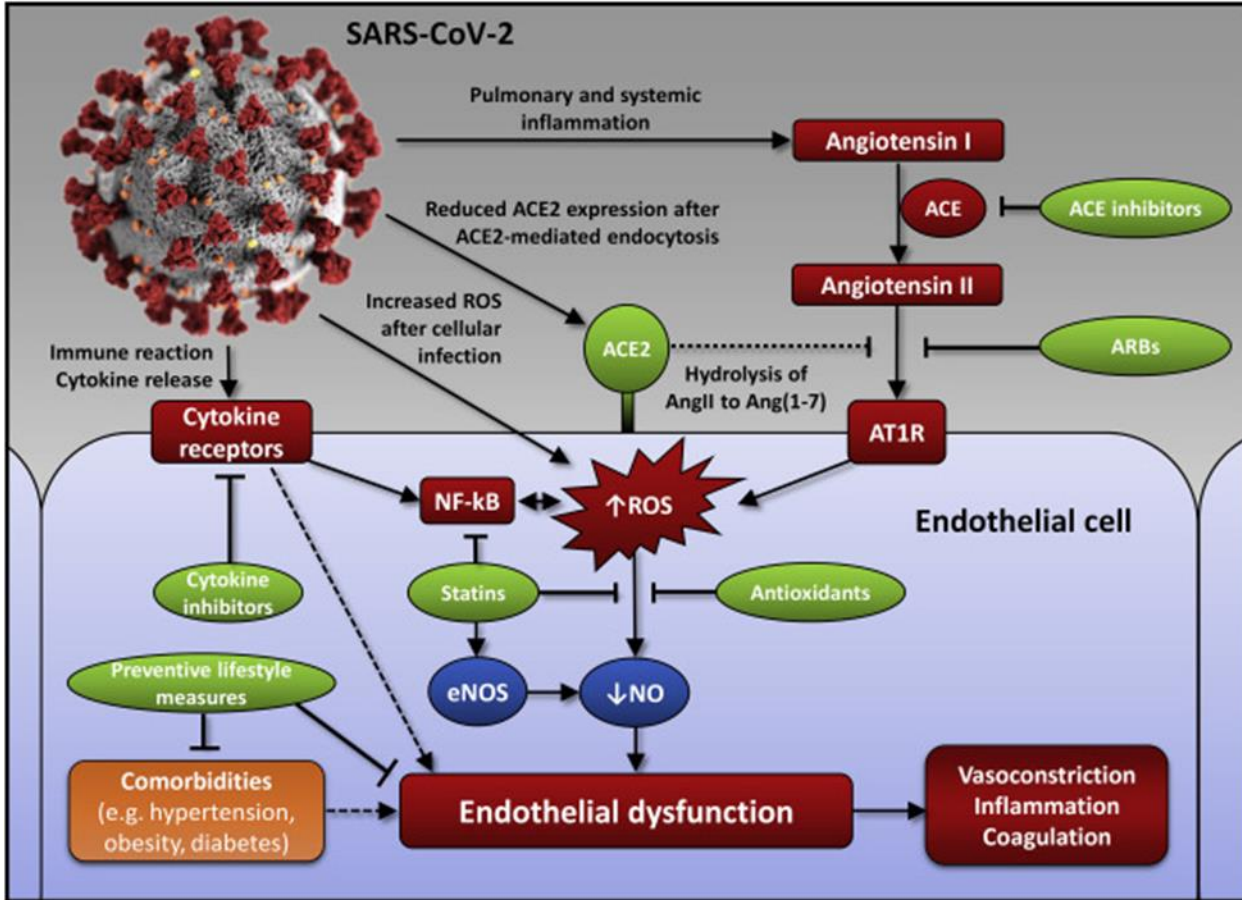 SARS-CoV-2
Pulmonary and systemic
inflammation
Angiotensin I
ACE
ACE inhibitors
Reduced ACE2 expression after
ACE2-mediated endocytosis
Angiotensin II
Increased ROS
after cellular
infection
ACE2
ARBs
Hydrolysis of
AngII to Ang(1-7)
Immune reaction
Cytokine release
Cytokine
receptors
AT1R
NF-kB
↑ROS
Endothelial cell
Cytokine
inhibitors
Statins
Antioxidants
Preventive lifestyle
measures
eNOS
↓NO
Comorbidities
(e.g. hypertension,
obesity, diabetes)
Endothelial dysfunction
Vasoconstriction
Inflammation
Coagulation